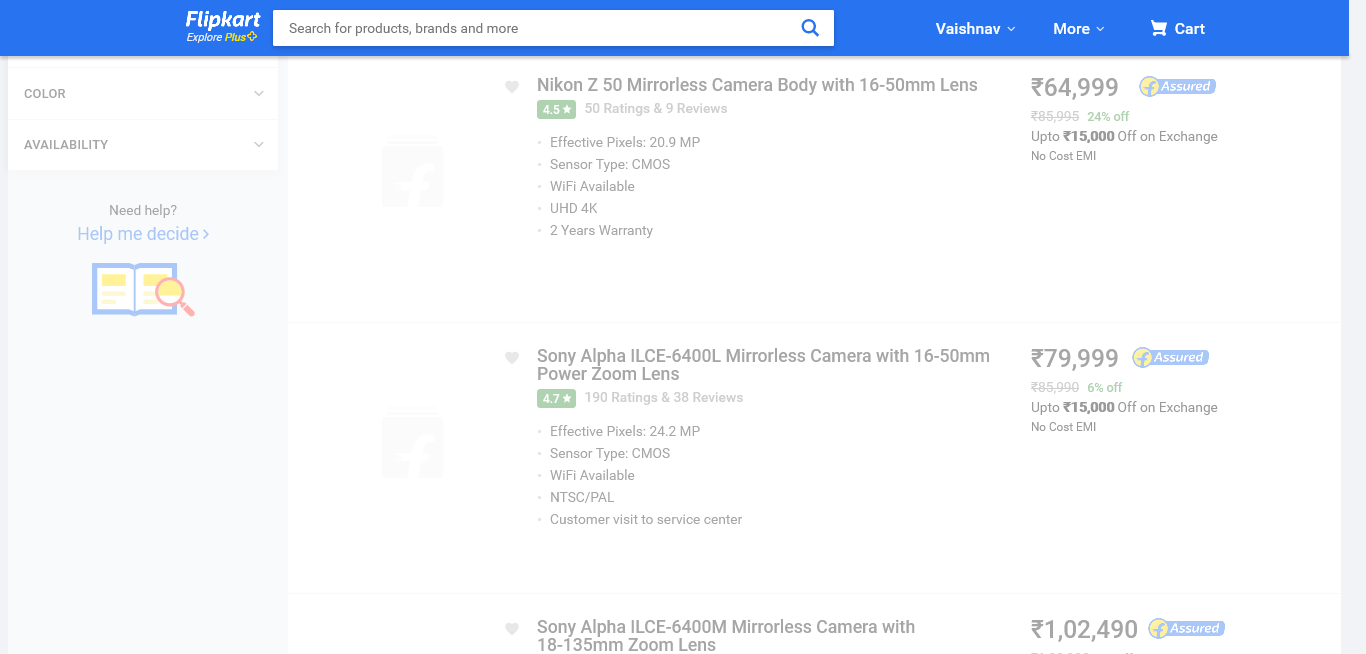 Flipkart
Explore Plus
Search for products, brands and more
Vaishnav
More
Cart
COLOR
AVAILABILITY
Need help?
Help me decide
Nikon Z 50 Mirrorless Camera Body with 16-50mm Lens
4.5 ★ 50 Ratings & 9 Reviews
• Effective Pixels: 20.9 MP
• Sensor Type: CMOS
• WiFi Available
• UHD 4K
• 2 Years Warranty
₹64,999 Assured
₹85,995 24% off
Upto ₹15,000 Off on Exchange
No Cost EMI
Sony Alpha ILCE-6400L Mirrorless Camera with 16-50mm
Power Zoom Lens
4.7 ★ 190 Ratings & 38 Reviews
• Effective Pixels: 24.2 MP
• Sensor Type: CMOS
• WiFi Available
• NTSC/PAL
• Customer visit to service center
₹79,999 Assured
₹85,990 6% off
Upto ₹15,000 Off on Exchange
No Cost EMI
Sony Alpha ILCE-6400M Mirrorless Camera with
18-135mm Zoom Lens
₹1,02,490 Assured